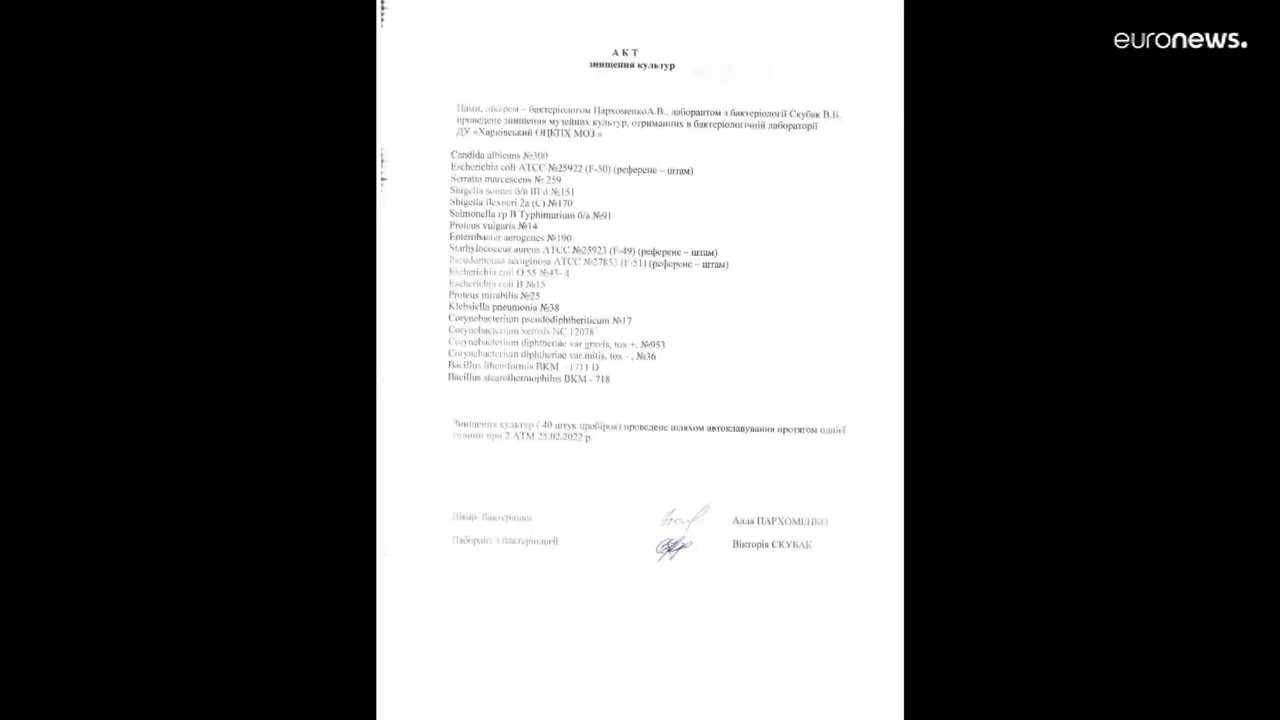 euronews.
А К Т
знищення культур
Нами, лікарем – бактеріологом ПархоменкоА.В., лаборантом з бактеріології Скубак В.В.
проведене знищення музейних культур, отриманих в бактеріологічній лабораторії
ДУ «Харківський ОЦКПХ МОЗ»
Candida albicans №300
Escherichia coli ATCC №25922 (F-50) (референс – штам)
Serratia marcescens № 259
Shigella sonnei б/в III d №151
Shigella flexneri 2a (C) №170
Salmonella гр B Typhimurium б/в №91
Proteus vulgaris №14
Enterobacter aerogenes №190
Staphylococcus aureus ATCC №25923 (F-49) (референс – штам)
Pseudomonas aeruginosa ATCC №27853 (F-51) (референс – штам)
Escherichia coli O 55 №43- 4
Escherichia coli B №15
Proteus mirabilis №25
Klebsiella pneumonia №38
Corynebacterium pseudodiphtheriticum №17
Corynebacterium xerosis NC 12078
Corynebacterium diphtheriae var gravis, tox +, №953
Corynebacterium diphtheriae var.mitis, tox - , №36
Bacillus BKM – 1711 D
Bacillus stearothermophilus BKM - 718
Знищення культур ( 40 штук пробірок) проведене шляхом автоклавування протягом однієї
години при 2 АТМ 25.02.2022 р.
Лікар- бактеріолог Алла ПАРХОМЕНКО
Лаборант з бактеріології Вікторія СКУБАК